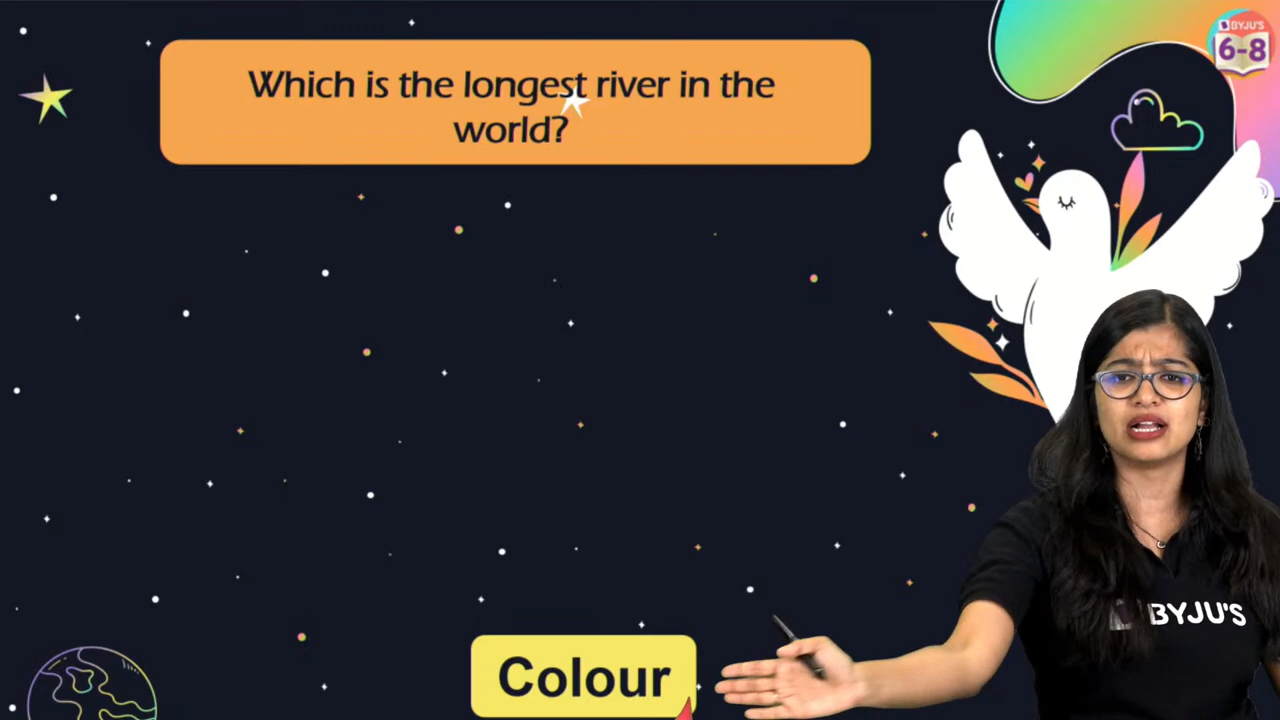 BYJU'S
6-8
Which is the longest river in the
world?
BYJU'S
Colour